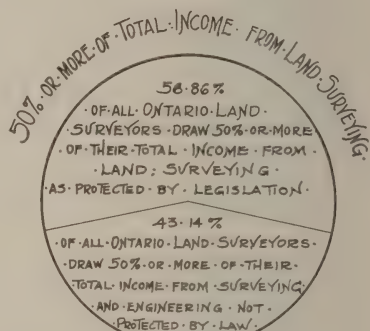 50% · OR · MORE · OF · TOTAL · INCOME · FROM · LAND · SURVEYING ·
56·86%
· OF · ALL · ONTARIO · LAND ·
· SURVEYORS · DRAW · 50% · OR · MORE ·
· OF · THEIR · TOTAL · INCOME · FROM ·
· LAND ; SURVEYING ·
· AS · PROTECTED · BY · LEGISLATION ·
43·14%
· OF · ALL · ONTARIO · LAND · SURVEYORS ·
· DRAW · 50% · OR · MORE · OF · THEIR ·
· TOTAL · INCOME · FROM · SURVEYING ·
· AND · ENGINEERING · NOT ·
· PROTECTED · BY · LAW ·